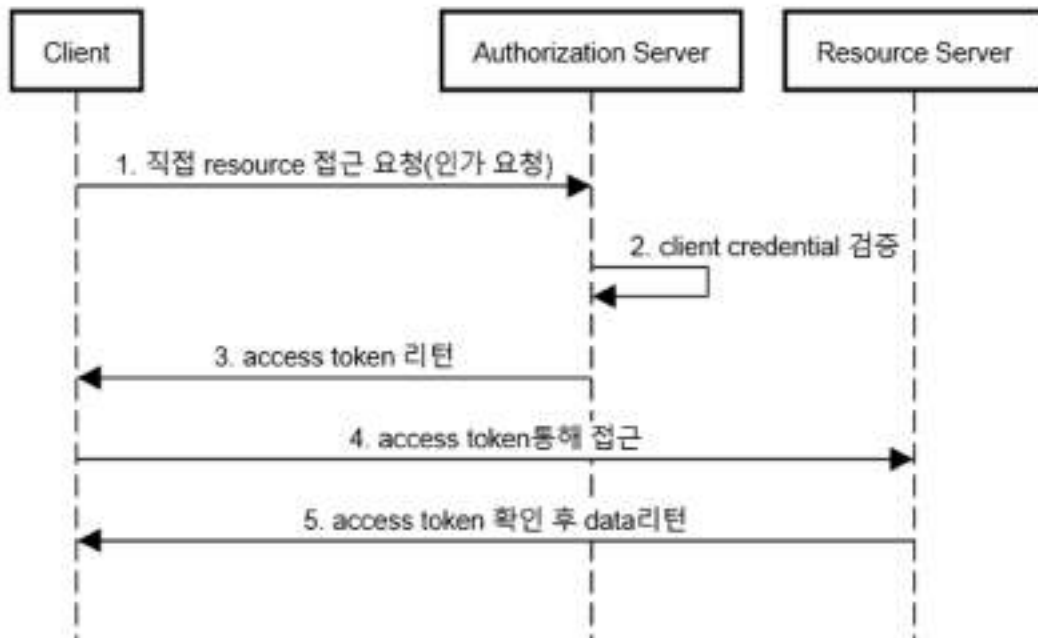 Client
Authorization Server
Resource Server
1. 직접 resource 접근 요청(인가 요청)
2. client credential 검증
3. access token 리턴
4. access token통해 접근
5. access token 확인 후 data리턴